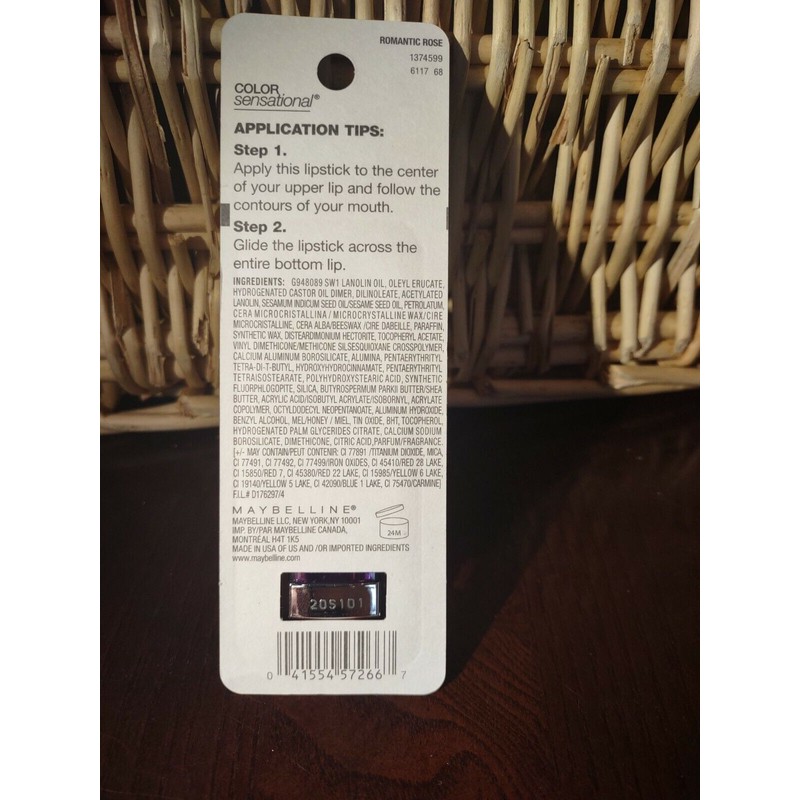 ROMANTIC ROSE
1374599
6117 68
COLOR
sensational®
APPLICATION TIPS:
Step 1.
Apply this lipstick to the center
of your upper lip and follow the
contours of your mouth.
Step 2.
Glide the lipstick across the
entire bottom lip.
INGREDIENTS: G948089 SW1 LANOLIN OIL, OLEYL ERUCATE,
HYDROGENATED CASTOR OIL DIMER, DILINOLEATE, ACETYLATED
LANOLIN, SESAMUM INDICUM SEED OIL/SESAME SEED OIL, PETROLATUM,
CERA MICROCRISTALLINA / MICROCRYSTALLINE WAX/CIRE
MICROCRISTALLINE, CERA ALBA/BEESWAX /CIRE DABEILLE, PARAFFIN,
SYNTHETIC WAX, DISTEARDIMONIUM HECTORITE, TOCOPHERYL ACETATE,
VINYL DIMETHICONE/METHICONE SILSESQUIOXANE CROSSPOLYMER,
CALCIUM ALUMINUM BOROSILICATE, ALUMINA, PENTAERYTHRITYL
TETRA-DI-T-BUTYL, HYDROXYHYDROCINNAMATE, PENTAERYTHRITYL
TETRAISOSTEARATE, POLYHYDROXYSTEARIC ACID, SYNTHETIC
FLUORPHLOGOPITE, SILICA, BUTYROSPERMUM PARKII BUTTER/SHEA
BUTTER, ACRYLIC ACID/ISOBUTYL ACRYLATE/ISOBORNYL, ACRYLATE
COPOLYMER, OCTYLDODECYL NEOPENTANOATE, ALUMINUM HYDROXIDE,
BENZYL ALCOHOL, MEL/HONEY / MIEL, TIN OXIDE, BHT, TOCOPHEROL,
HYDROGENATED PALM GLYCERIDES CITRATE, CALCIUM SODIUM
BOROSILICATE, DIMETHICONE, CITRIC ACID,PARFUM/FRAGRANCE.
[+/- MAY CONTAIN/PEUT CONTENIR: CI 77891 /TITANIUM DIOXIDE, MICA,
CI 77491, CI 77492, CI 77499/IRON OXIDES, CI 45410/RED 28 LAKE,
CI 15850/RED 7, CI 45380/RED 22 LAKE, CI 15985/YELLOW 6 LAKE,
CI 19140/YELLOW 5 LAKE, CI 42090/BLUE 1 LAKE, CI 75470/CARMINE]
F.I.L.# D176297/4
MAYBELLINE®
MAYBELLINE LLC, NEW YORK,NY 10001
IMP. BY/PAR MAYBELLINE CANADA,
MONTRÉAL H4T 1K5
MADE IN USA OF US AND /OR IMPORTED INGREDIENTS
www.maybelline.com
24M
20S101
0 41554 57266 7